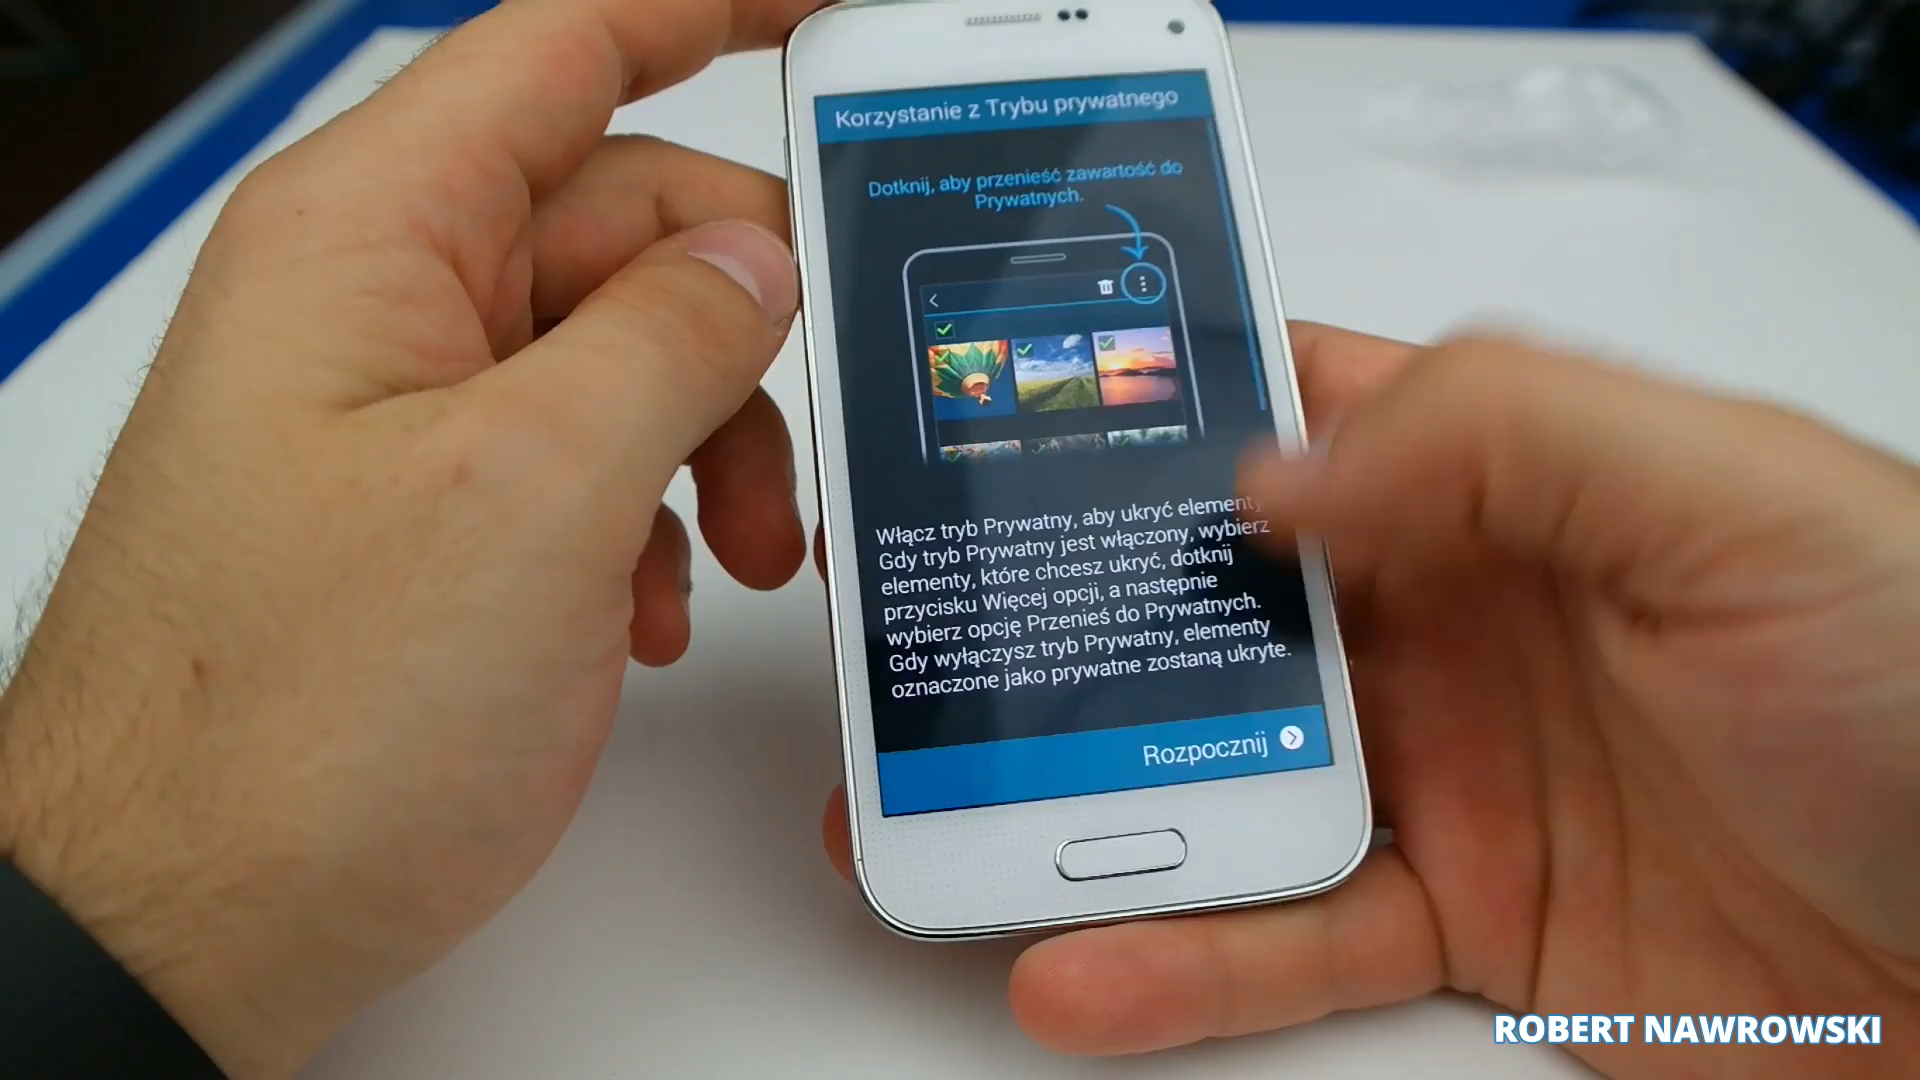 Korzystanie z Trybu prywatnego
Dotknij, aby przenieść zawartość do
Prywatnych.
Włącz tryb Prywatny, aby ukryć elementy
Gdy tryb Prywatny jest włączony, wybierz
elementy, które chcesz ukryć, dotknij
przycisku Więcej opcji, a następnie
wybierz opcję Przenieś do Prywatnych.
Gdy wyłączysz tryb Prywatny, elementy
oznaczone jako prywatne zostaną ukryte.
Rozpocznij
ROBERT NAWROWSKI